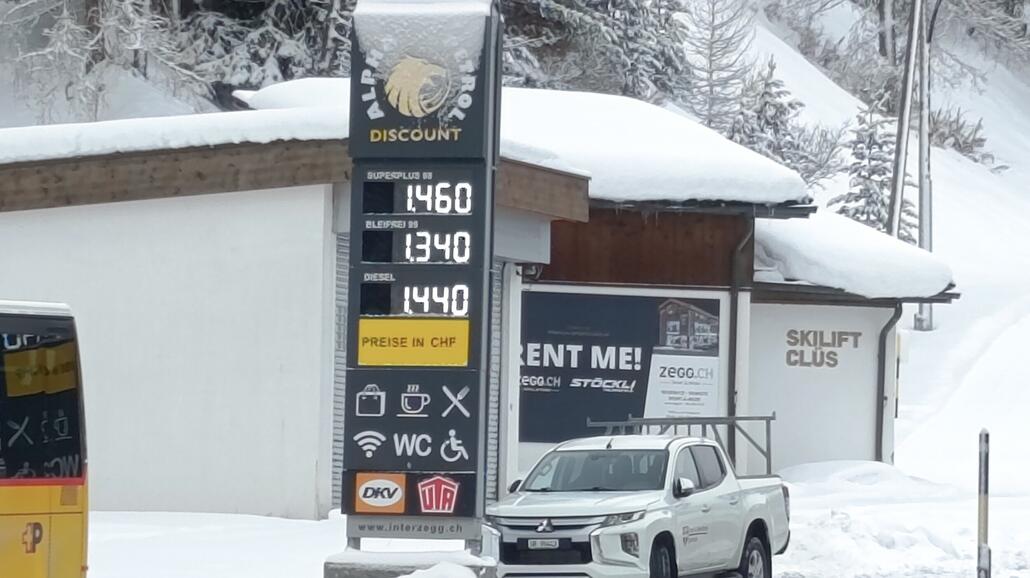 DISCOUNT
SUPERPLUS 98
1.460
BLEIFREI 95
1.340
DIESEL
1.440
PREISE IN CHF
WC
DKV
UTA
www.interzegg.ch
RENT ME!
zegg.ch
STÖCKLI
zegg.ch
SKILIFT
CLÜS
P